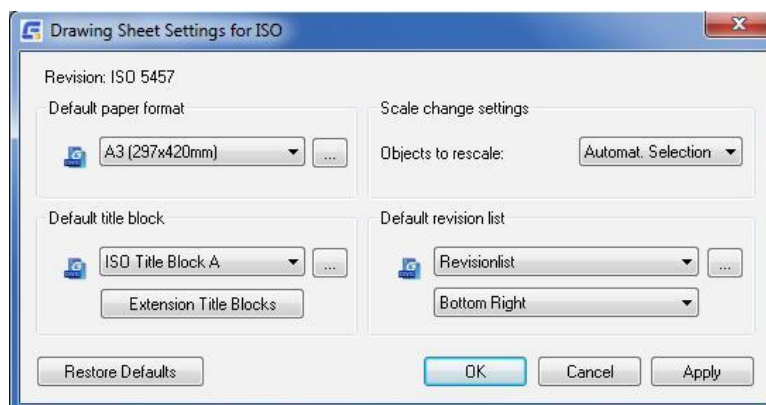 Drawing Sheet Settings for ISO
Revision: ISO 5457
Default paper format
A3 (297x420mm)
...
Scale change settings
Objects to rescale:
Automat. Selection
Default title block
ISO Title Block A
...
Extension Title Blocks
Default revision list
Revisionlist
...
Bottom Right
Restore Defaults
OK
Cancel
Apply